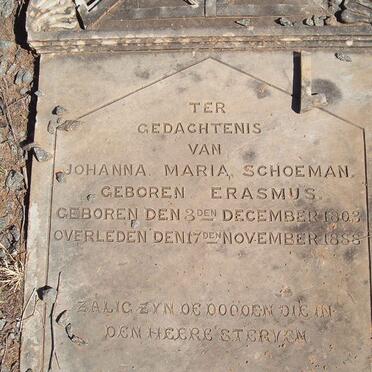 TER
GEDACHTENIS
VAN
JOHANNA. MARIA. SCHOEMAN.
GEBOREN ERASMUS.
GEBOREN DEN 3DEN DECEMBER 1803
OVERLEDEN DEN 17DEN NOVEMBER 1888
ZALIG ZYN DE DOODEN DIE IN
DEN HEERE STERVEN